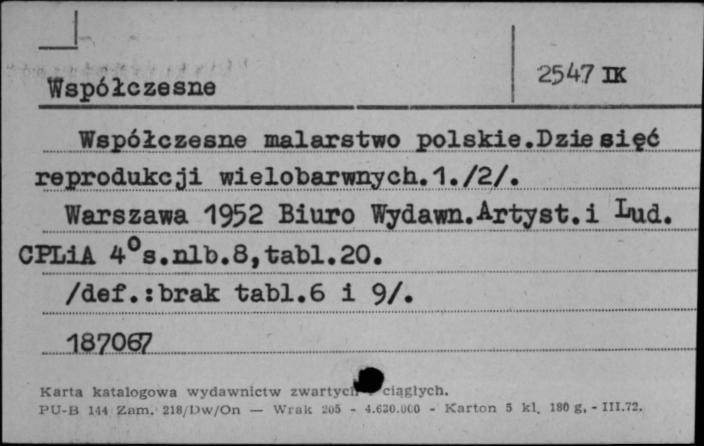 2547 IK
Współczesne
Współczesne malarstwo polskie.Dziesięć
reprodukcji wielobarwnych.1./2/.
Warszawa 1952 Biuro Wydawn.Artyst.i Lud.
CPLiA 4°s.nlb.8,tabl.20.
/def.:brak tabl.6 i 9/.
187067
Karta katalogowa wydawnictw zwartych ciągłych.
PU-B 144 Zam. 218/Dw/On — Wrak 205 - 4.630.000 - Karton 5 kl. 180 g. - III.72.